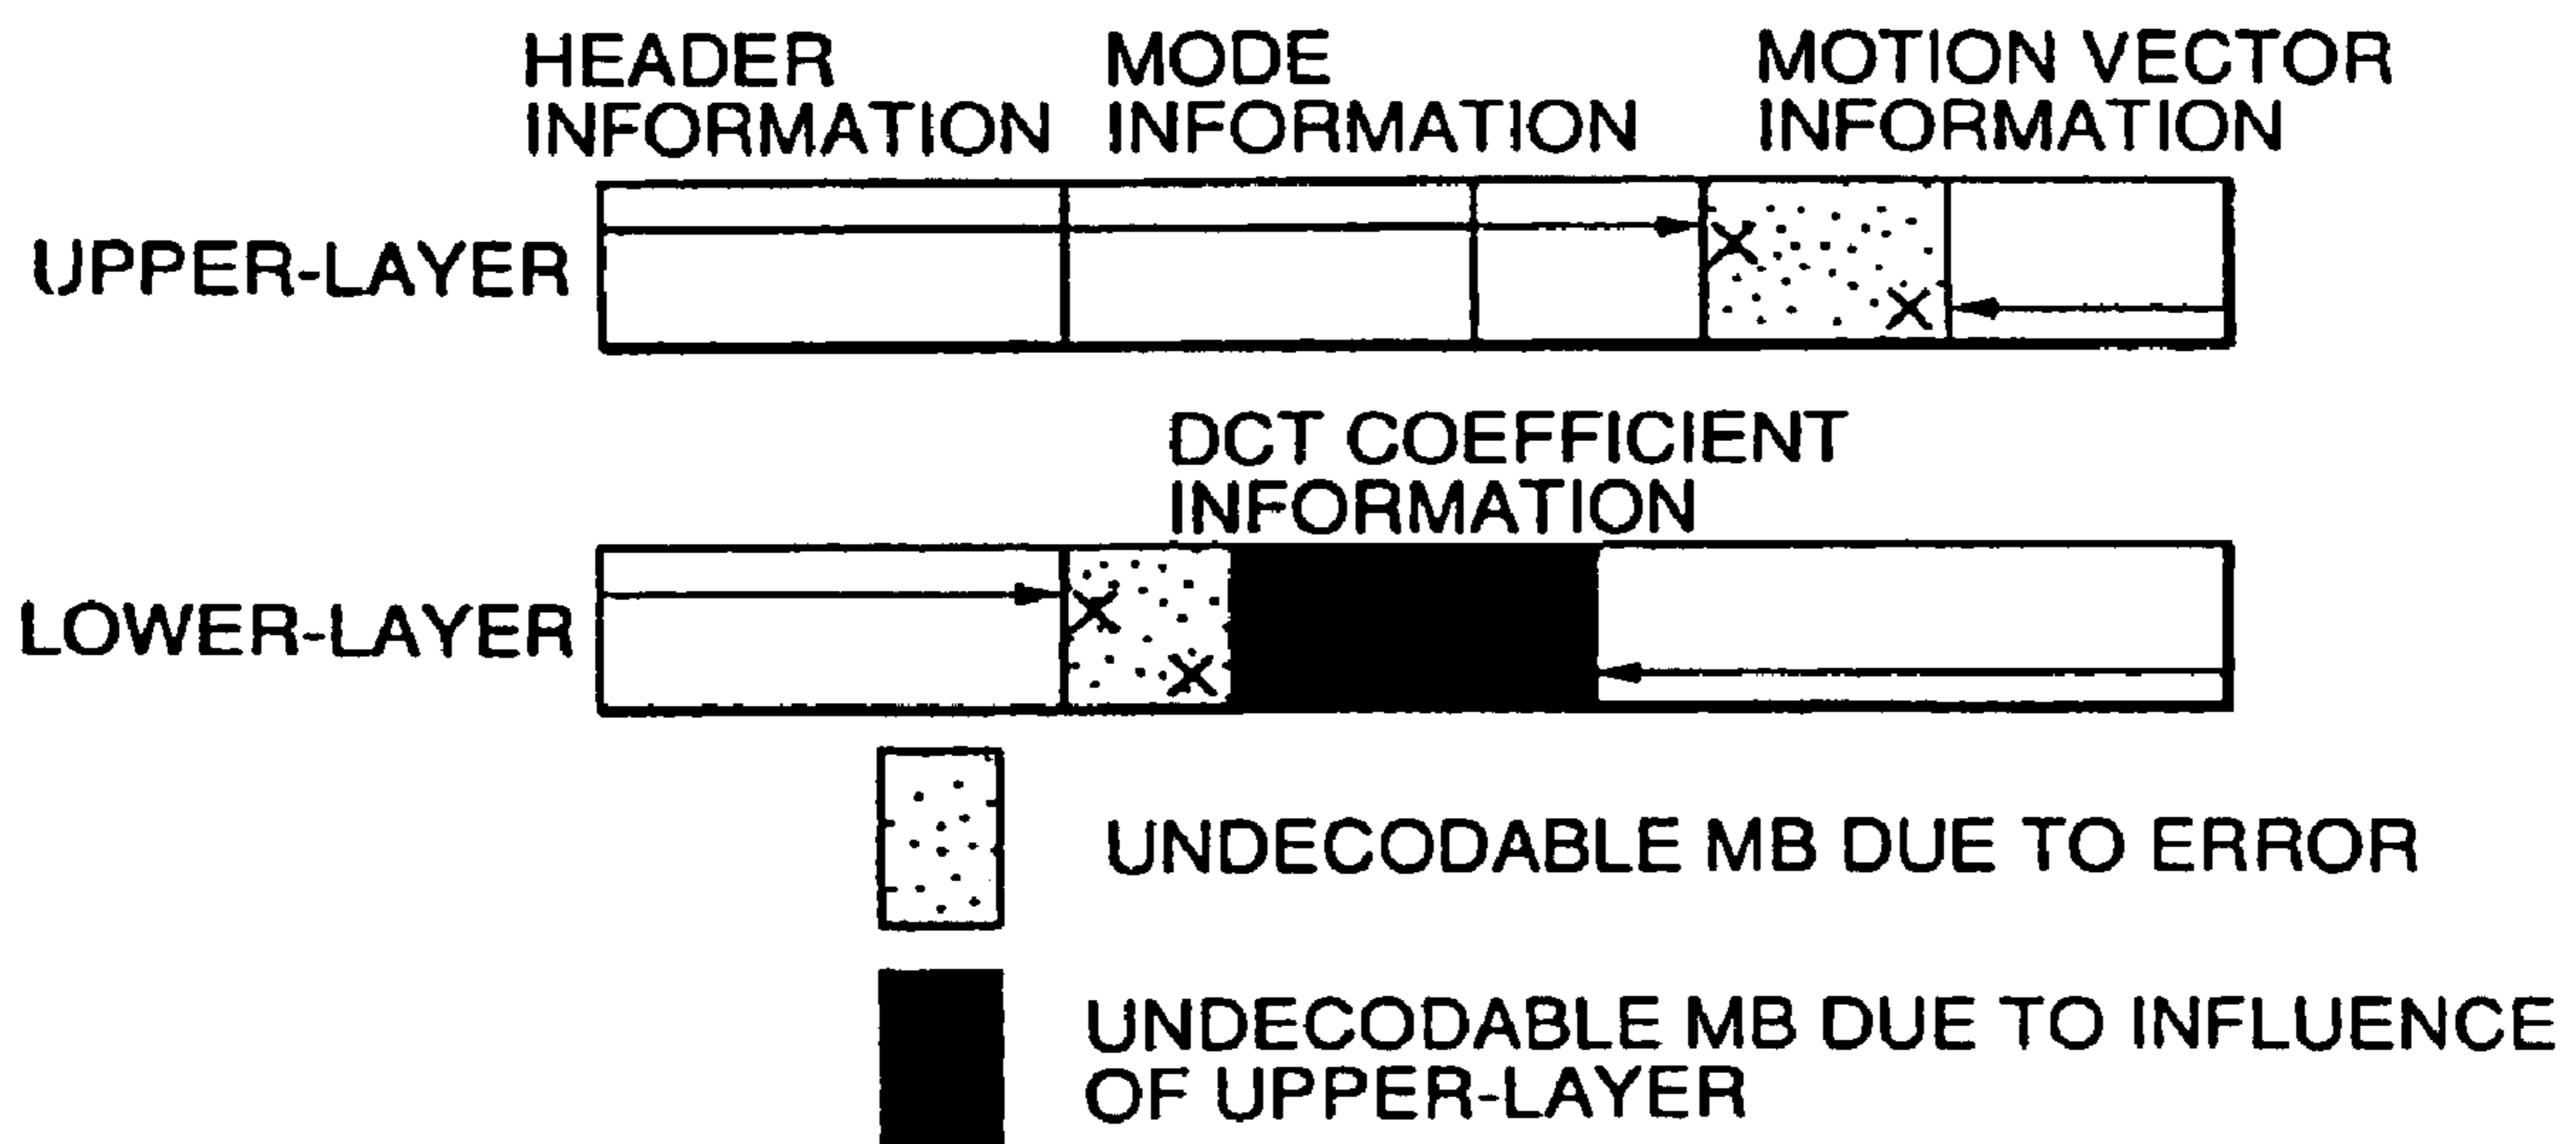 HEADER
INFORMATION
MODE
INFORMATION
MOTION VECTOR
INFORMATION
UPPER-LAYER
DCT COEFFICIENT
INFORMATION
LOWER-LAYER
UNDECODABLE MB DUE TO ERROR
UNDECODABLE MB DUE TO INFLUENCE
OF UPPER-LAYER